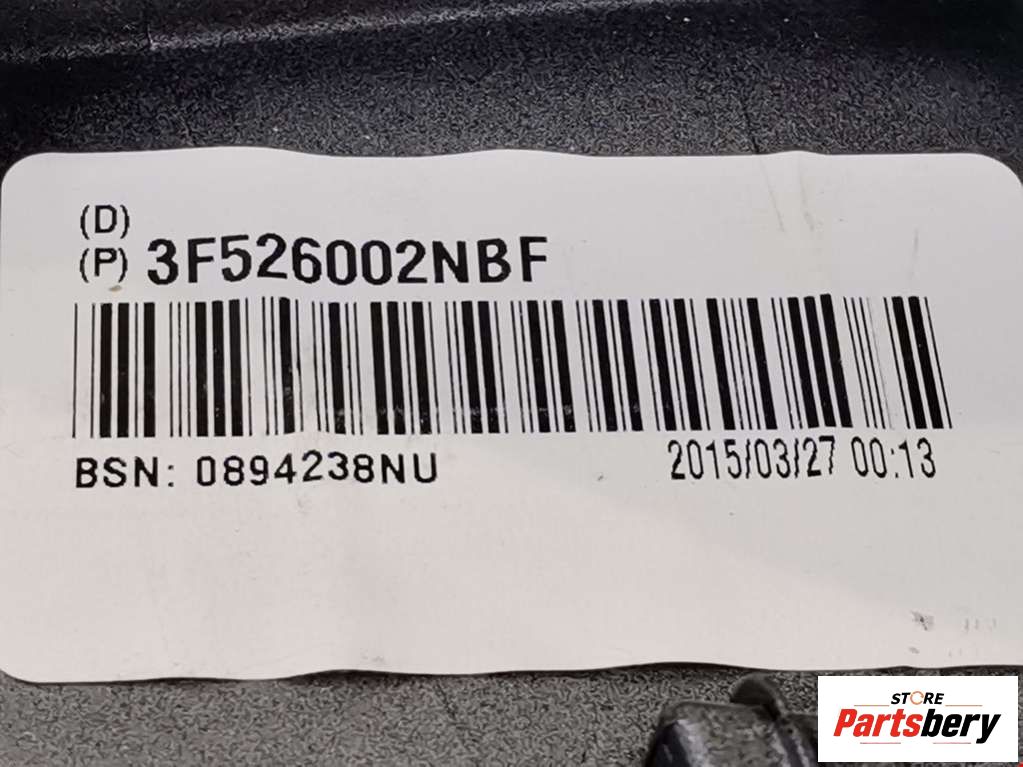 (D)
(P) 3F526002NBF
BSN: 0894238NU
2015/03/27 00:13
STORE
Partsbery